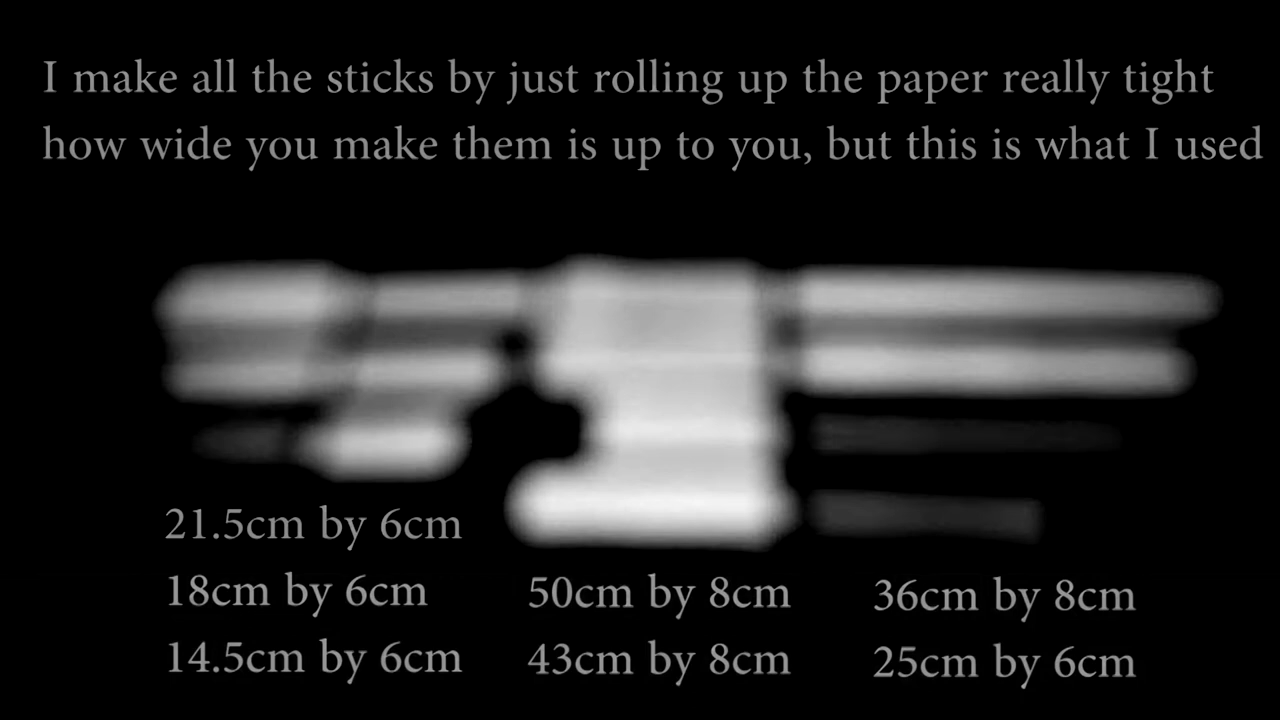 I make all the sticks by just rolling up the paper really tight
how wide you make them is up to you, but this is what I used
21.5cm by 6cm
18cm by 6cm
14.5cm by 6cm
50cm by 8cm
43cm by 8cm
36cm by 8cm
25cm by 6cm